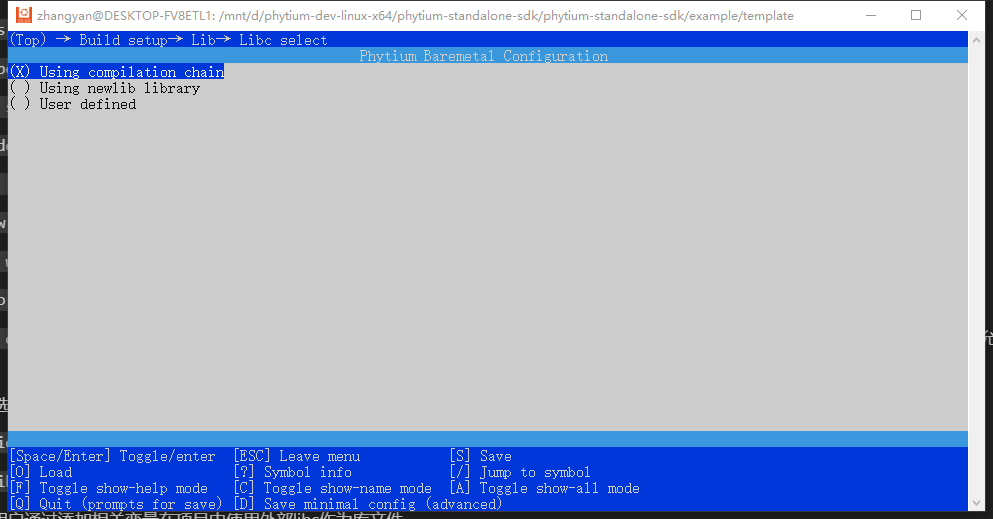 zhangyan@DESKTOP-FV8ETL1: /mnt/d/phytium-dev-linux-x64/phytium-standalone-sdk/phytium-standalone-sdk/example/template
(Top) → Build setup→ Lib→ Libc select
Phytium Baremetal Configuration
(X) Using compilation chain
( ) Using newlib library
( ) User defined
[Space/Enter] Toggle/enter [ESC] Leave menu [S] Save
[O] Load [?] Symbol info [/] Jump to symbol
[F] Toggle show-help mode [C] Toggle show-name mode [A] Toggle show-all mode
[Q] Quit (prompts for save) [D] Save minimal config (advanced)